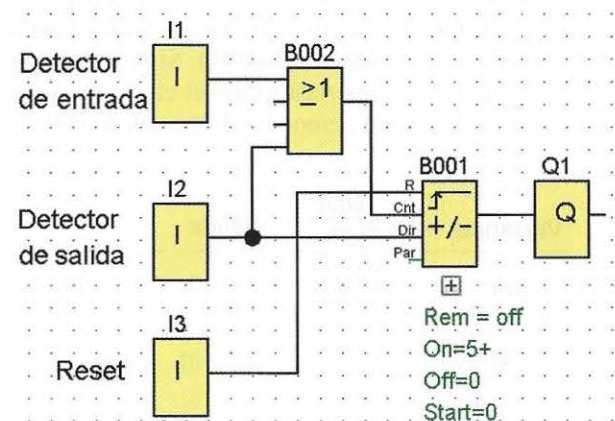 I1
Detector
de entrada
I
B002
≥1
I2
Detector
de salida
I
B001
R
Cnt
Dir
Par
+/-
Q1
Q
I3
Reset
I
Rem = off
On=5+
Off=0
Start=0